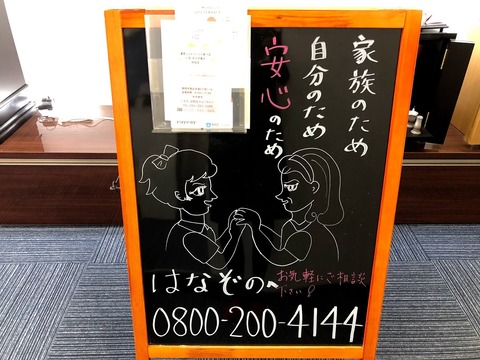 家族のため
自分のため
安心のため
はなぞのへ
お気軽にご相談
下さい!
0800-200-4144